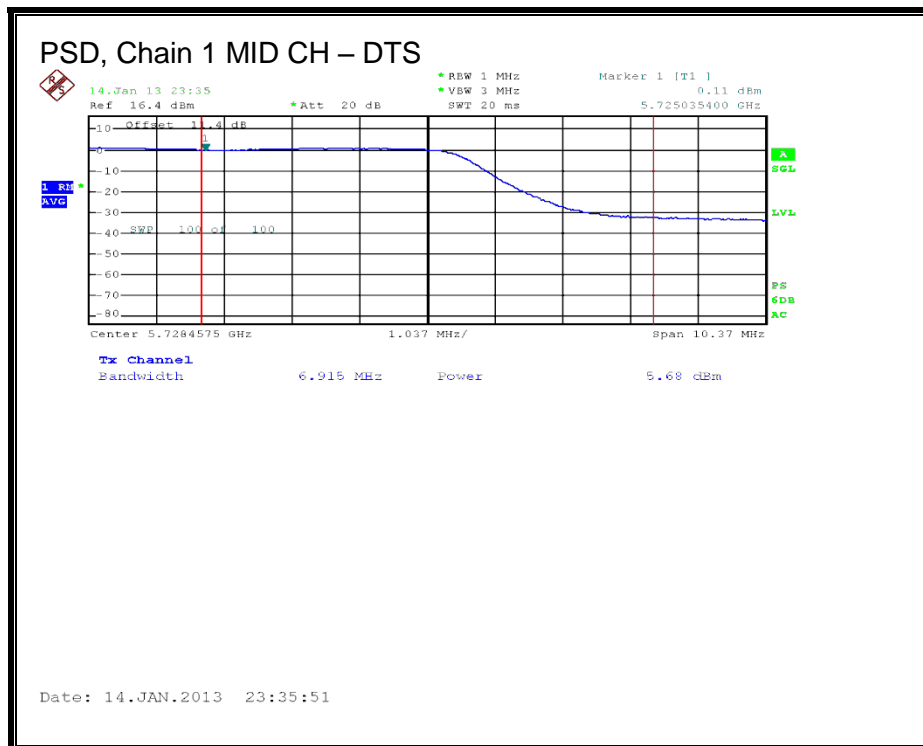 PSD, Chain 1 MID CH – DTS
R S
* RBW 1 MHz Marker 1 [T1 ]
14.Jan 13 23:35 * VBW 3 MHz 0.11 dBm
Ref 16.4 dBm * Att 20 dB SWT 20 ms 5.725035400 GHz
10 Offset 11.4 dB
1
0
A
SGL
-10
1 RM *
-20
AVG
-30
LVL
-40 SWP 100 of 100
-50
-60
-70
PS
6DB
-80
AC
Center 5.7284575 GHz 1.037 MHz/ Span 10.37 MHz
Tx Channel
Bandwidth 6.915 MHz Power 5.68 dBm
Date: 14.JAN.2013 23:35:51